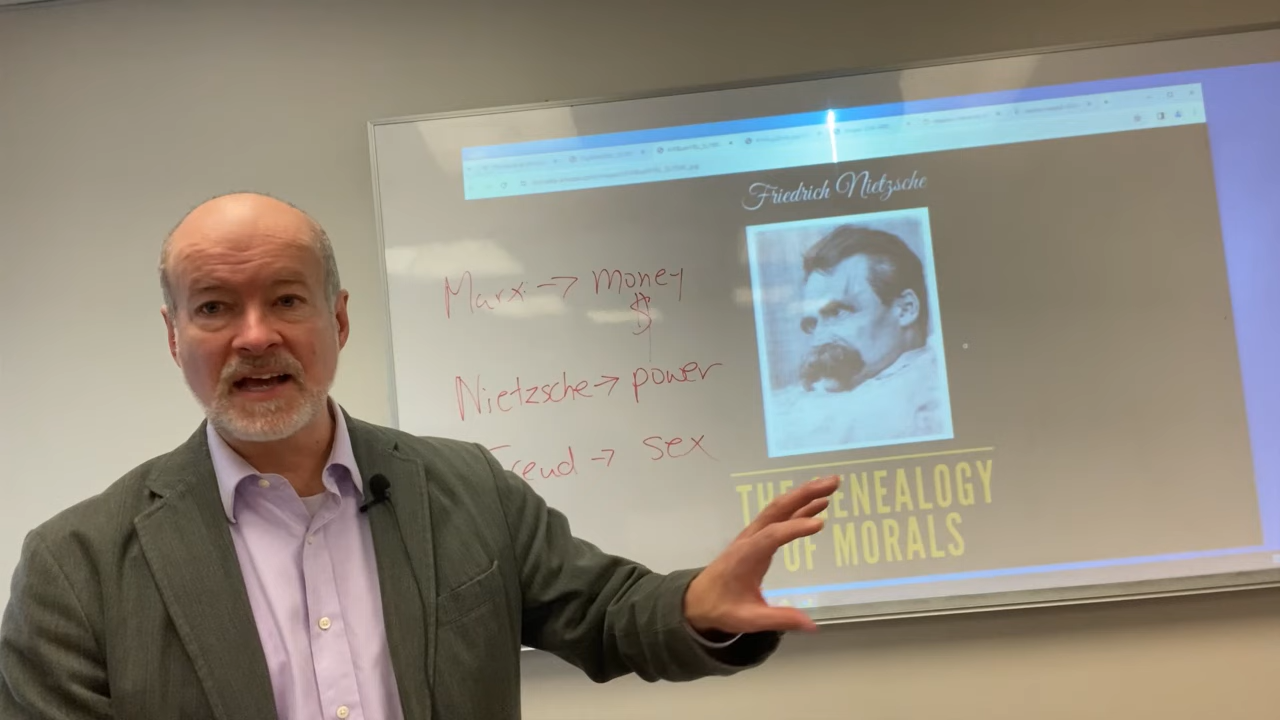 Friedrich Nietzsche
Marx → money
$
Nietzsche → power
Freud → sex
THE GENEALOGY
OF MORALS